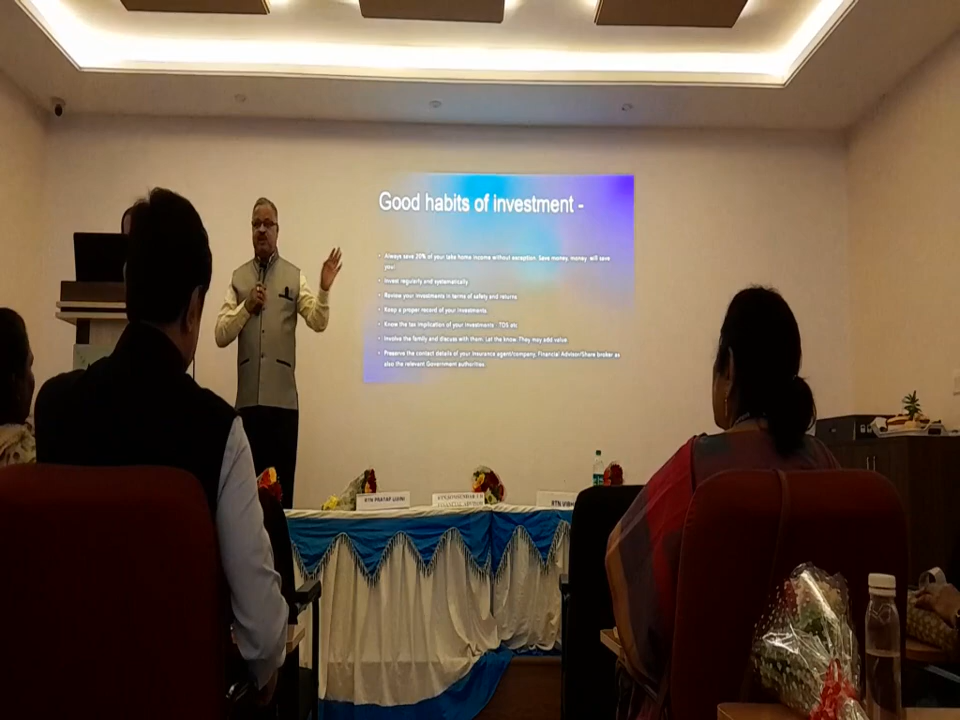 Good habits of investment -
• Always save 20% of your take home income without exception. Save money, money will save
you!
• Invest regularly and systematically
• Review your investments in terms of safety and returns
• Keep a proper record of your investments
• Know the tax implication of your investments - TDS etc
• Involve the family and discuss with them. Let the know. They may add value
• Preserve the contact details of your insurance agent/company, Financial Advisor/Share broker as
also the relevant Government authorities.
RTN PRATAP
FINANCIAL ADVISOR
RTN